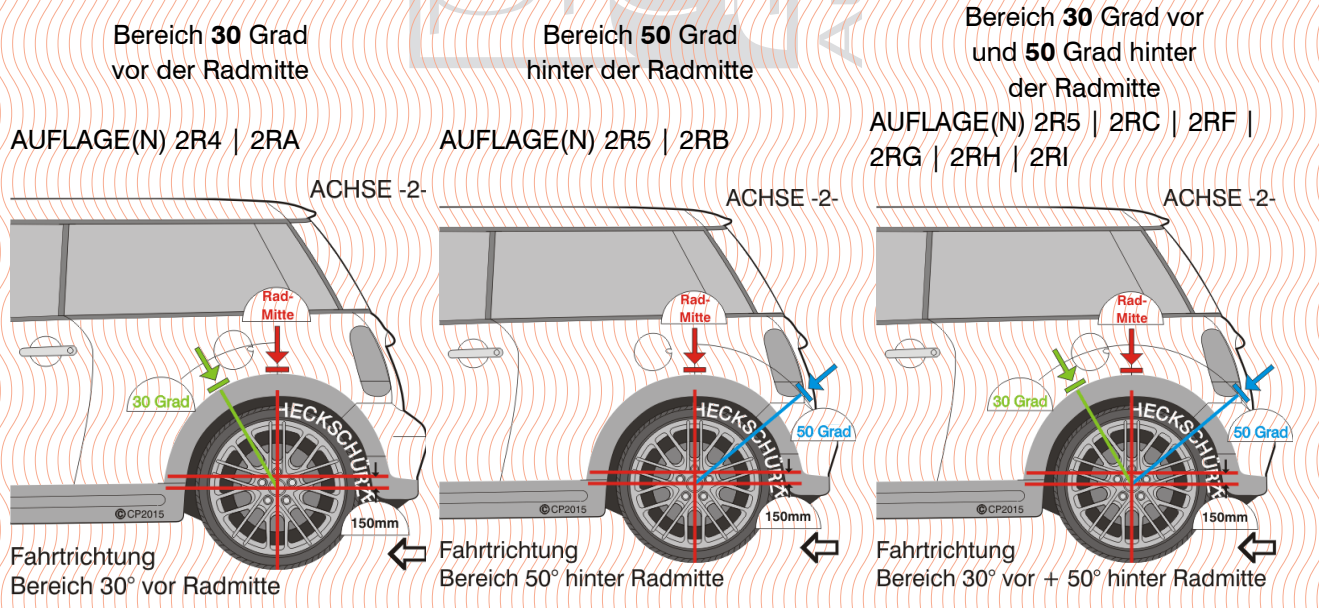 Bereich 30 Grad
vor der Radmitte
AUFLAGE(N) 2R4 | 2RA
ACHSE -2-
Rad-
Mitte
30 Grad
HECKSCHÜRZE
150mm
©CP2015
Fahrtrichtung
Bereich 30° vor Radmitte
Bereich 50 Grad
hinter der Radmitte
AUFLAGE(N) 2R5 | 2RB
ACHSE -2-
Rad-
Mitte
50 Grad
HECKSCHÜRZE
150mm
©CP2015
Fahrtrichtung
Bereich 50° hinter Radmitte
Bereich 30 Grad vor
und 50 Grad hinter
der Radmitte
AUFLAGE(N) 2R5 | 2RC | 2RF |
2RG | 2RH | 2RI
ACHSE -2-
Rad-
Mitte
30 Grad
50 Grad
HECKSCHÜRZE
150mm
©CP2015
Fahrtrichtung
Bereich 30° vor + 50° hinter Radmitte